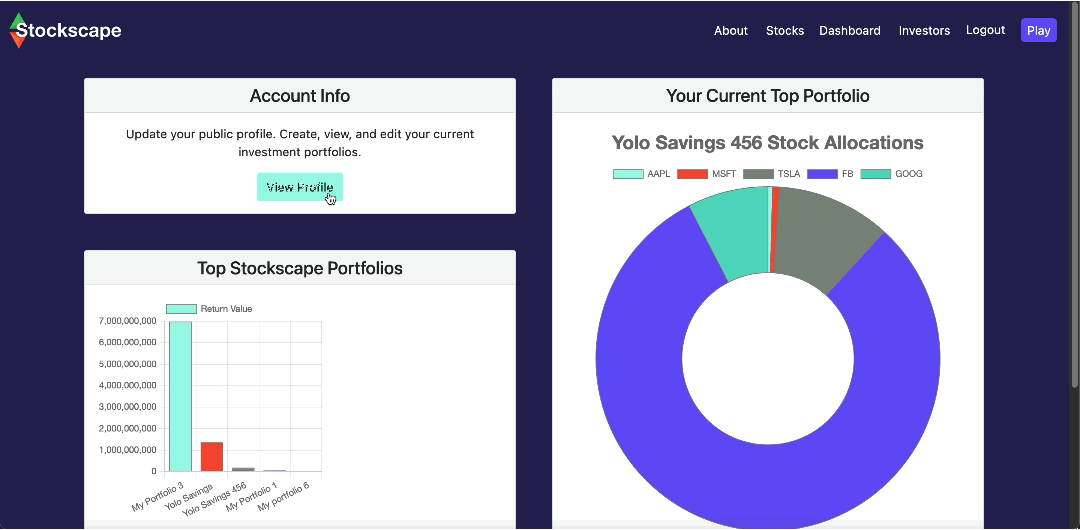 Stockscape
About Stocks Dashboard Investors Logout Play
Account Info
Update your public profile. Create, view, and edit your current
investment portfolios.
View Profile
Top Stockscape Portfolios
Return Value
7,000,000,000
6,000,000,000
5,000,000,000
4,000,000,000
3,000,000,000
2,000,000,000
1,000,000,000
0
My Portfolio 3
Yolo Savings
Yolo Savings 456
My Portfolio 1
My portfolio 6
Your Current Top Portfolio
Yolo Savings 456 Stock Allocations
AAPL MSFT TSLA FB GOOG